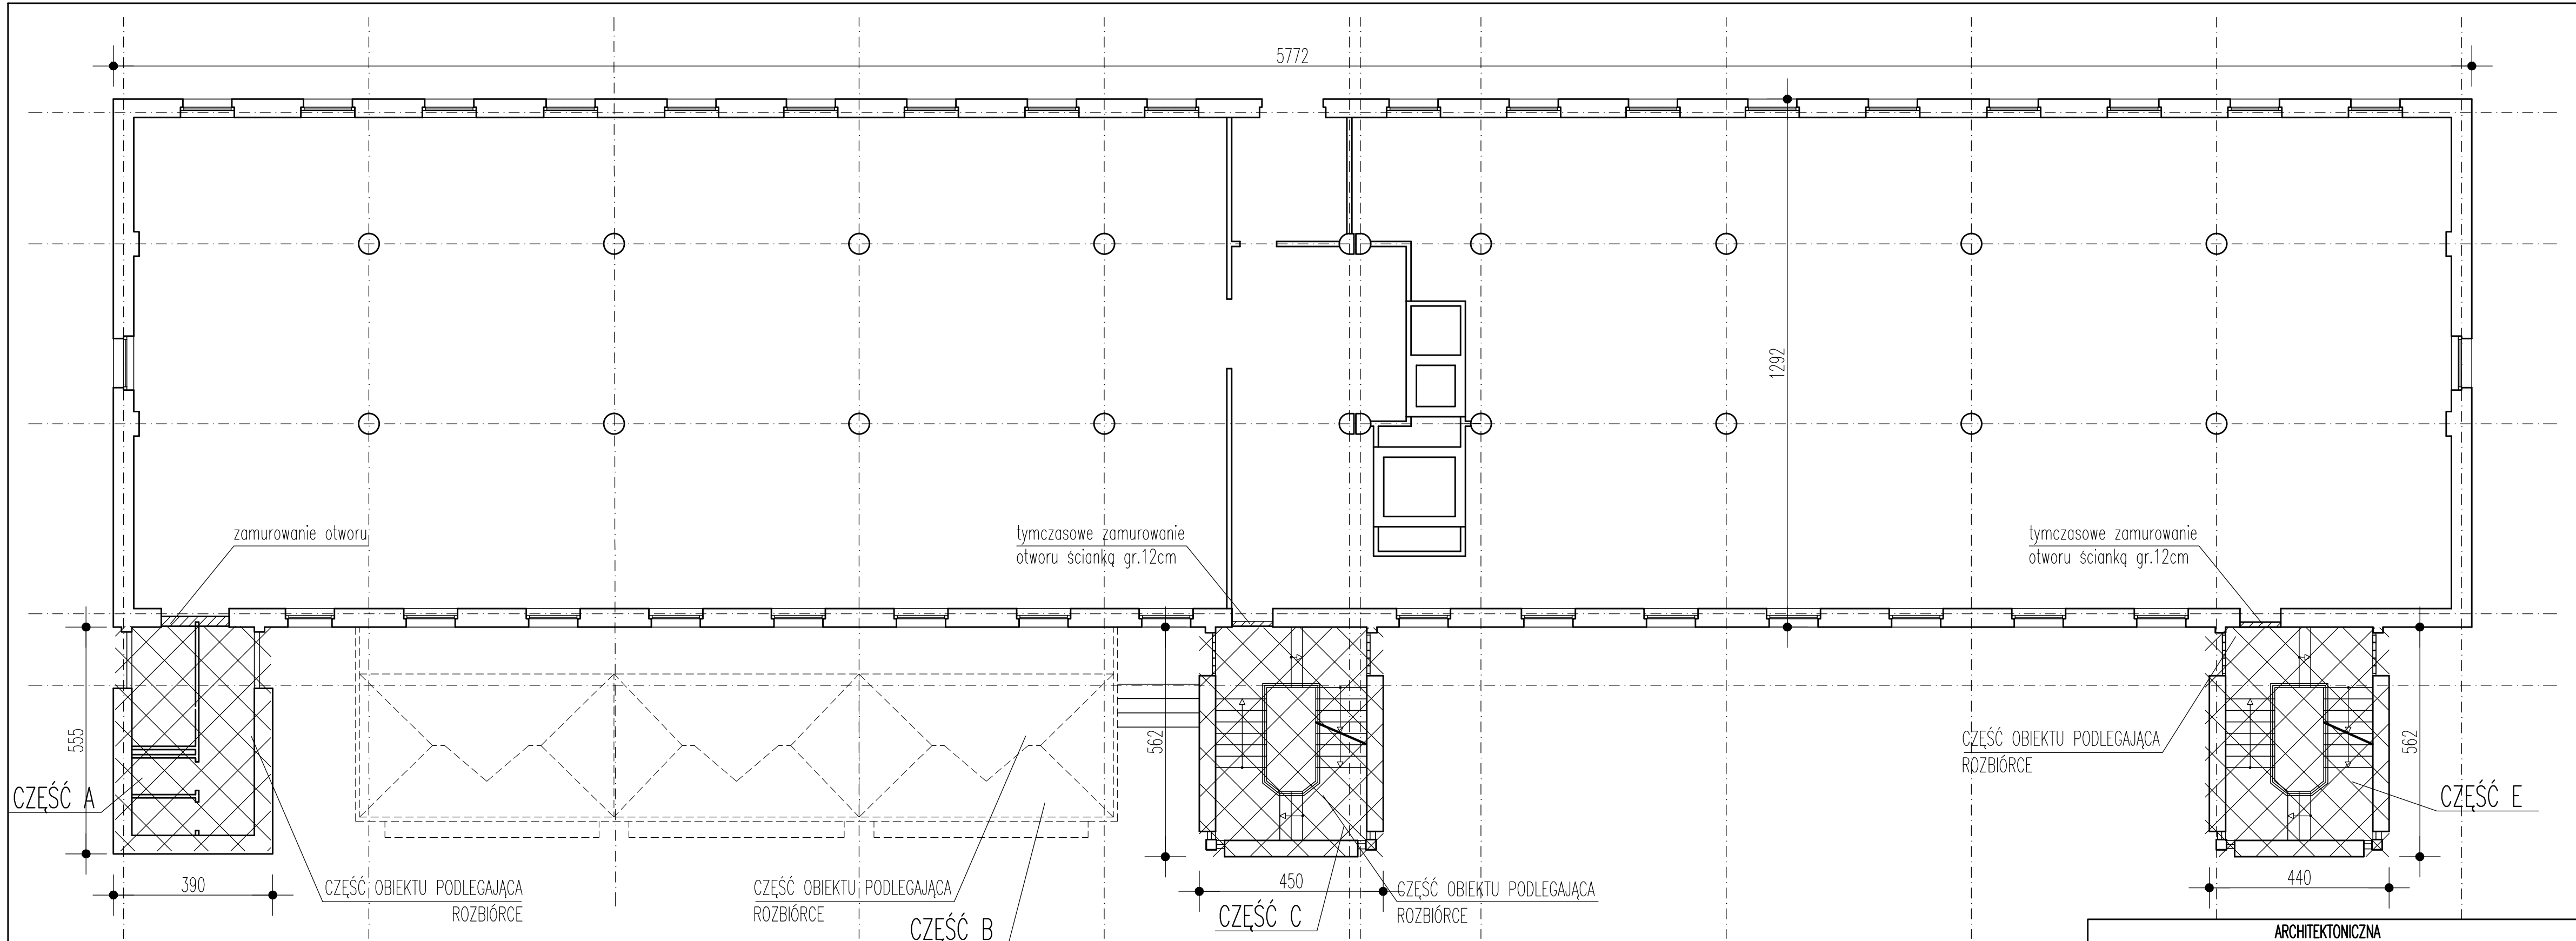 5772
1292
zamurowanie otworu
tymczasowe zamurowanie
otworu ścianką gr.12cm
tymczasowe zamurowanie
otworu ścianką gr.12cm
555
562
562
CZĘŚĆ OBIEKTU PODLEGAJĄCA
ROZBIÓRCE
CZĘŚĆ A
CZĘŚĆ E
390
CZĘŚĆ OBIEKTU PODLEGAJĄCA
ROZBIÓRCE
CZĘŚĆ OBIEKTU PODLEGAJĄCA
ROZBIÓRCE
CZĘŚĆ B
450
CZĘŚĆ OBIEKTU PODLEGAJĄCA
ROZBIÓRCE
CZĘŚĆ C
440
ARCHITEKTONICZNA